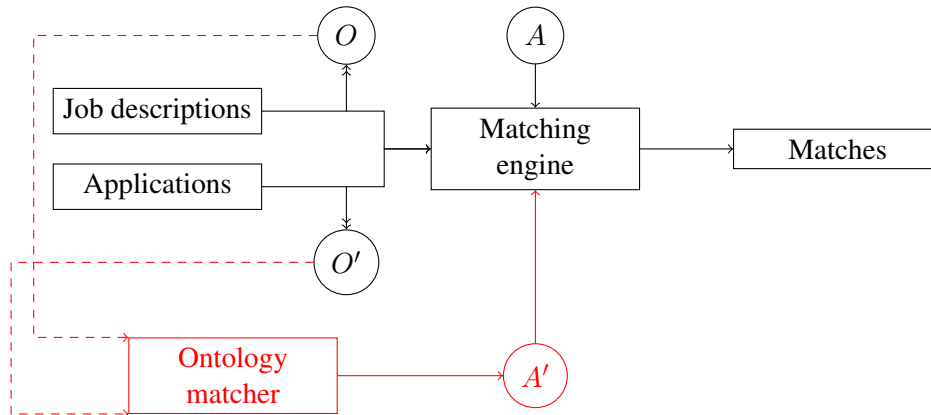 O
A
Job descriptions
Matching
engine
Matches
Applications
O′
Ontology
matcher
A′